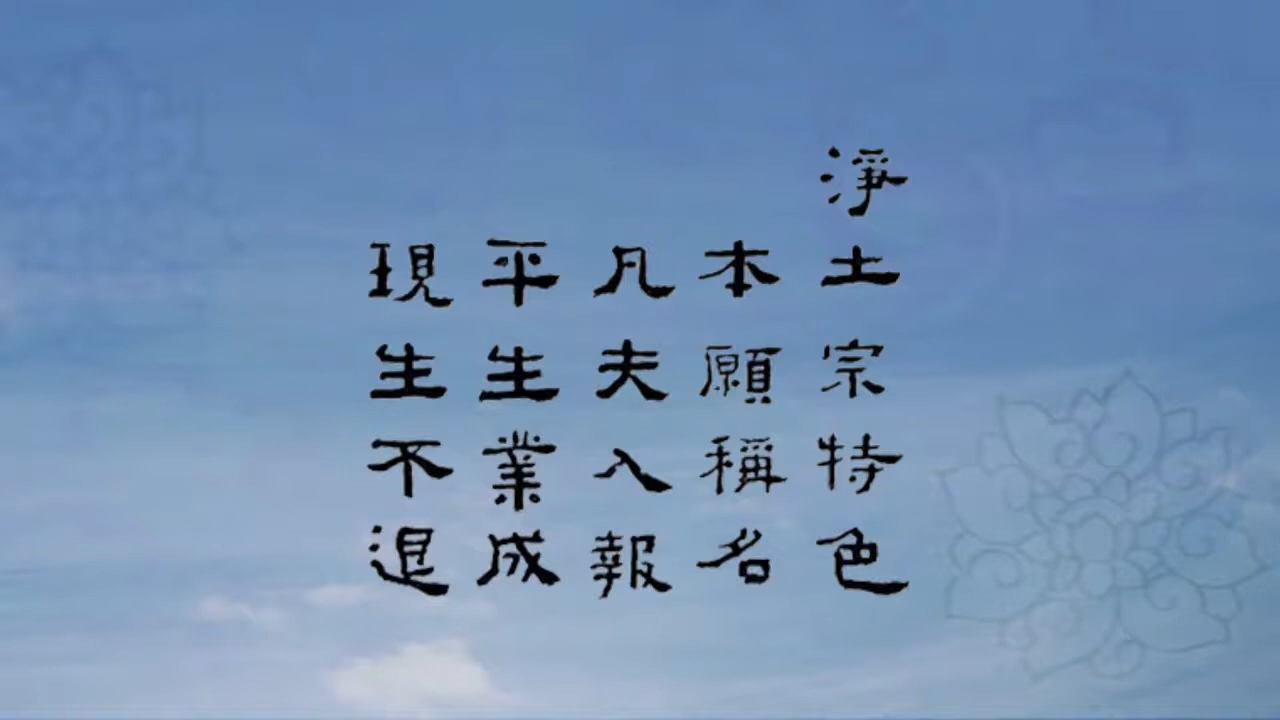 淨土宗特色
本願稱名
凡夫入報
平生業成
現生不退